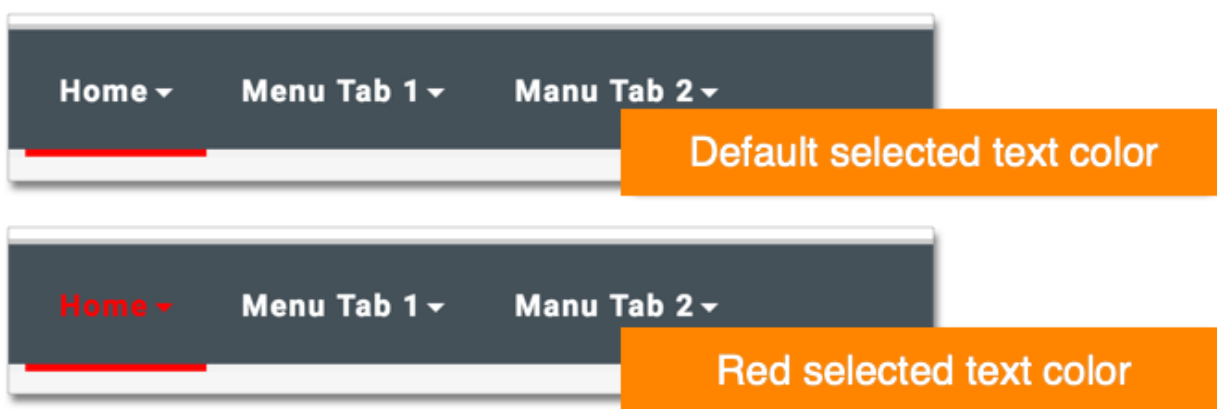 Home Menu Tab 1 Manu Tab 2
Default selected text color
Home Menu Tab 1 Manu Tab 2
Red selected text color